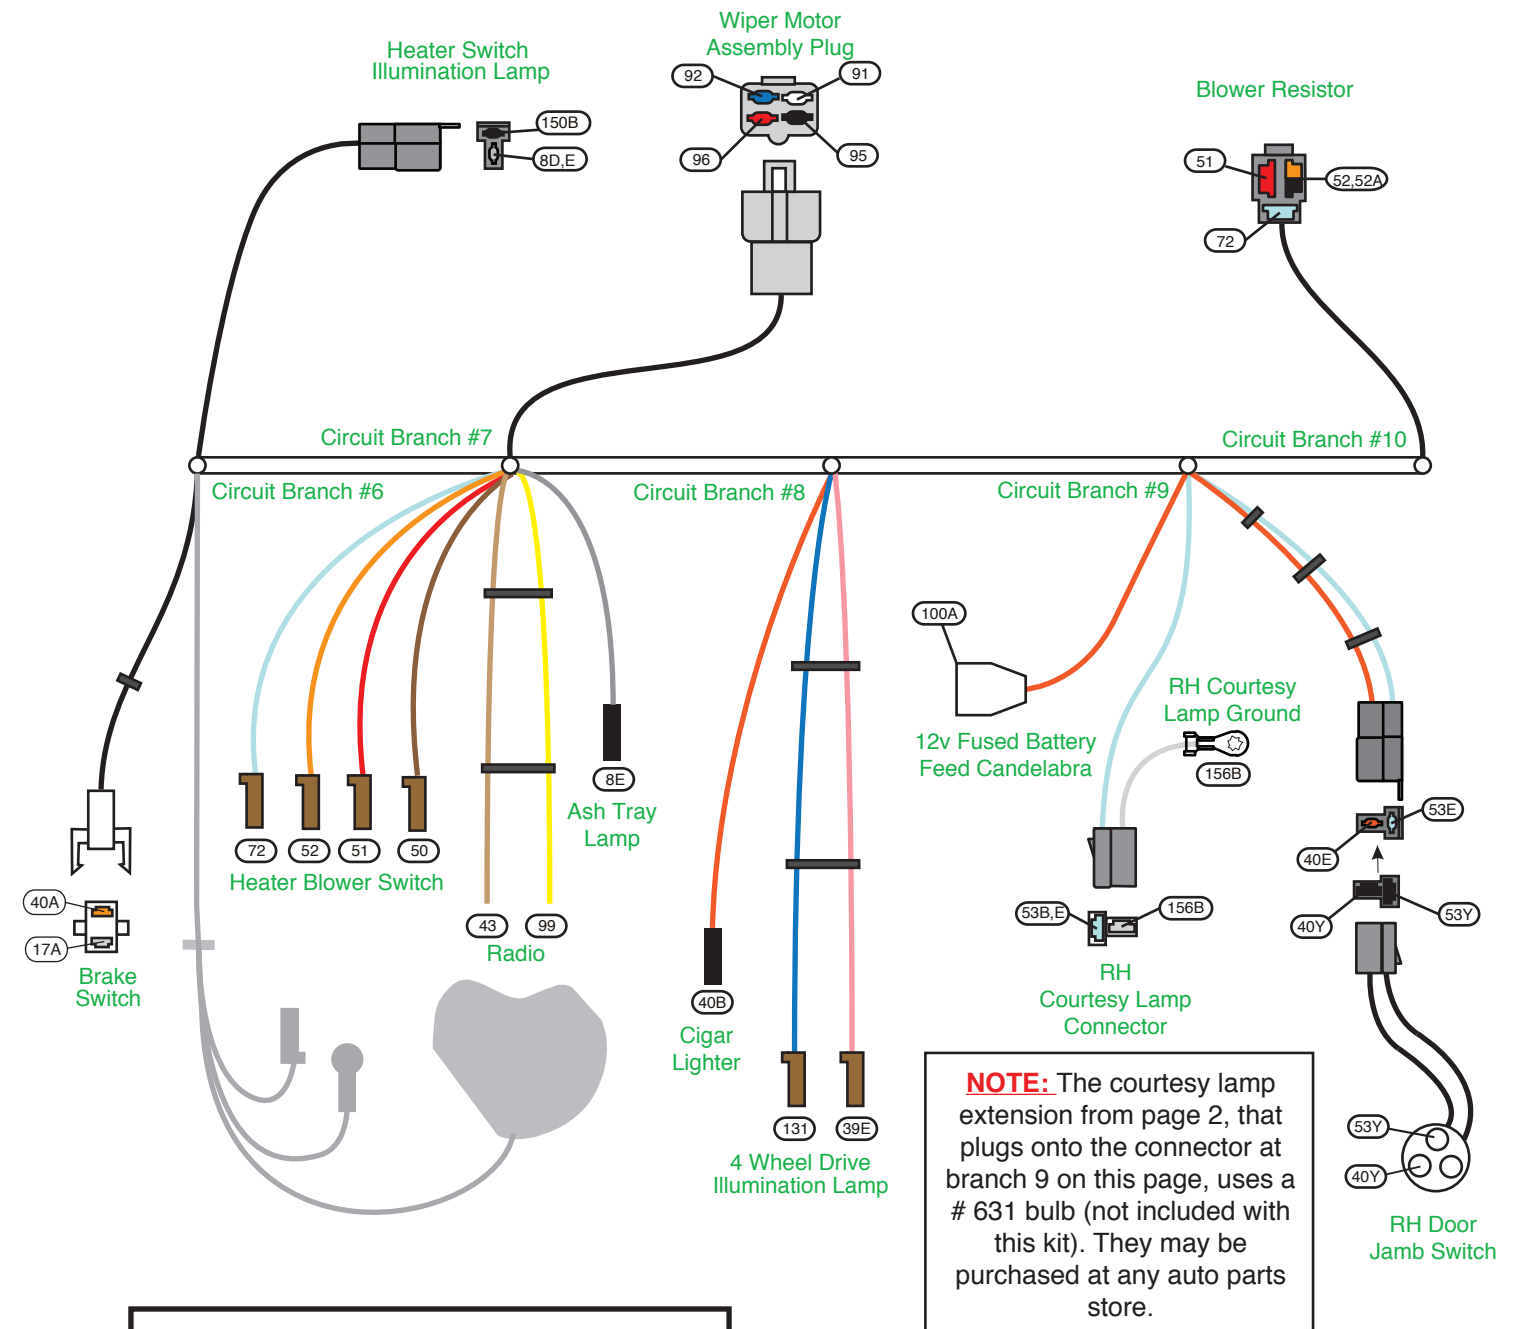 Heater Switch
Illumination Lamp
150B
8D,E
Wiper Motor
Assembly Plug
92
91
96
95
Blower Resistor
51
52,52A
72
Circuit Branch #7
Circuit Branch #10
Circuit Branch #6
Circuit Branch #8
Circuit Branch #9
40A
17A
Brake
Switch
72
52
51
50
Heater Blower Switch
43
99
Radio
8E
Ash Tray
Lamp
40B
Cigar
Lighter
131
39E
4 Wheel Drive
Illumination Lamp
100A
12v Fused Battery
Feed Candelabra
RH Courtesy
Lamp Ground
156B
53B,E
156B
RH
Courtesy Lamp
Connector
53E
40E
40Y
53Y
53Y
40Y
RH Door
Jamb Switch
NOTE: The courtesy lamp
extension from page 2, that
plugs onto the connector at
branch 9 on this page, uses a
# 631 bulb (not included with
this kit). They may be
purchased at any auto parts
store.